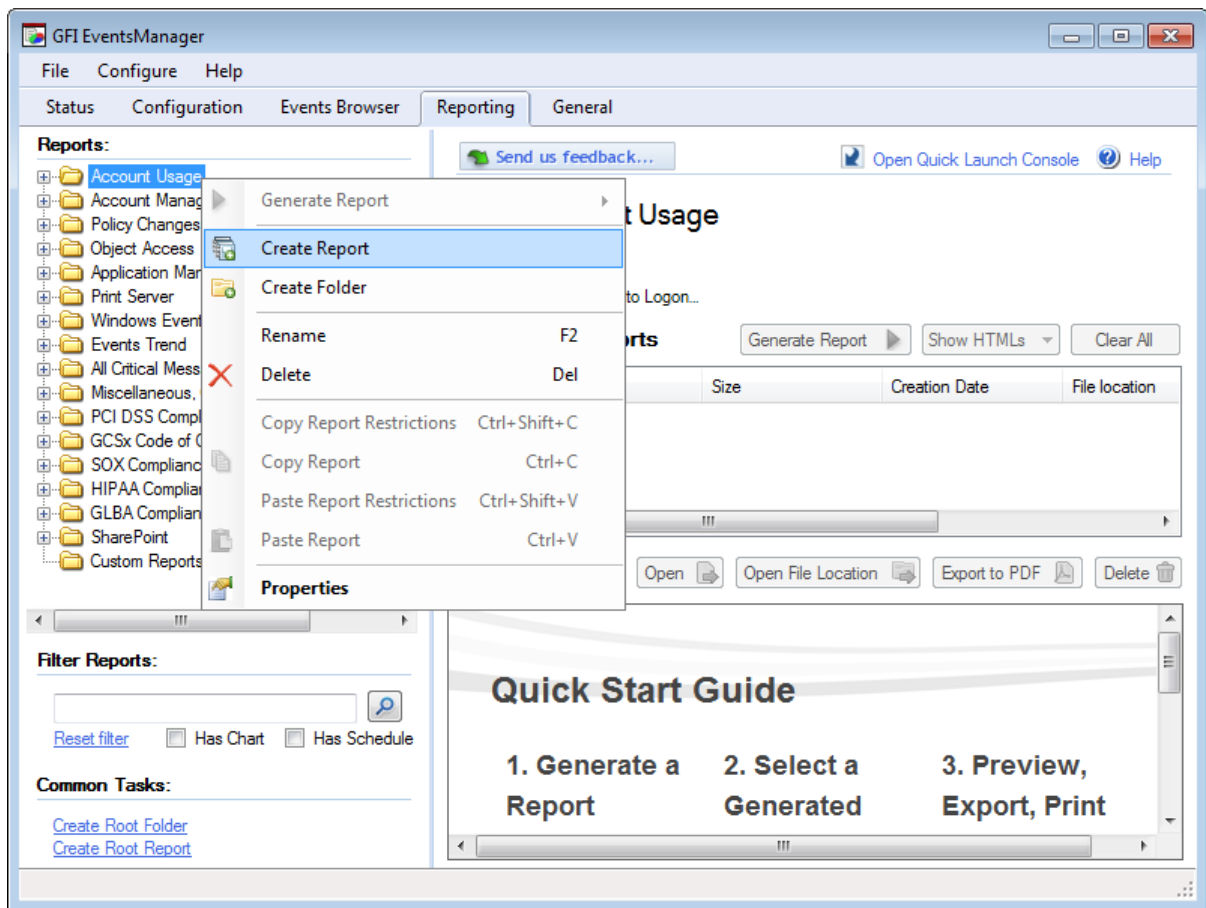 GFI EventsManager
File Configure Help
Status Configuration Events Browser Reporting General
Reports:
Account Usage
Account Manag
Policy Changes
Object Access
Application Mar
Print Server
Windows Event
Events Trend
All Critical Mess
Miscellaneous,
PCI DSS Compl
GCSx Code of C
SOX Complianc
HIPAA Complia
GLBA Complian
SharePoint
Custom Reports
Generate Report
Create Report
Create Folder
Rename F2
Delete Del
Copy Report Restrictions Ctrl+Shift+C
Copy Report Ctrl+C
Paste Report Restrictions Ctrl+Shift+V
Paste Report Ctrl+V
Properties
Filter Reports:
Reset filter Has Chart Has Schedule
Common Tasks:
Create Root Folder
Create Root Report
Send us feedback... Open Quick Launch Console Help
t Usage
to Logon...
orts Generate Report Show HTMLs Clear All
Size Creation Date File location
Open Open File Location Export to PDF Delete
Quick Start Guide
1. Generate a Report
2. Select a Generated
3. Preview, Export, Print